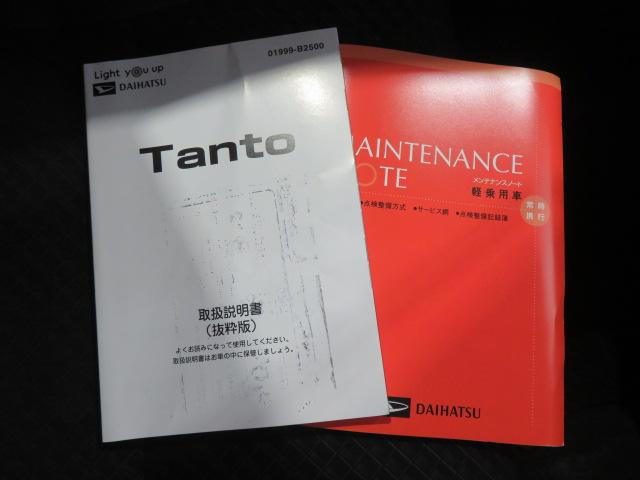 01999-B2500
Light you up
DAIHATSU
Tanto
取扱説明書
(抜粋版)
よくお読みになって使用してください。
取扱説明書はお車の中に保管しましょう。
AINTENANCE
OTE
メンテナンスノート
軽乗用車
常時
携行
●点検整備方式 ●サービス網 ●点検整備記録簿
DAIHATSU